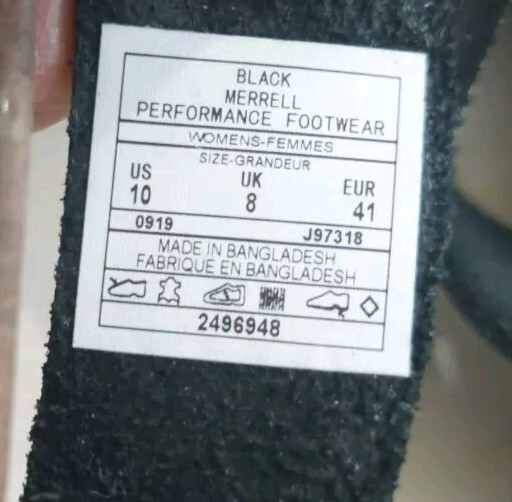 BLACK
MERRELL
PERFORMANCE FOOTWEAR
WOMENS-FEMMES
SIZE-GRANDEUR
US UK EUR
10 8 41
0919 J97318
MADE IN BANGLADESH
FABRIQUE EN BANGLADESH
2496948